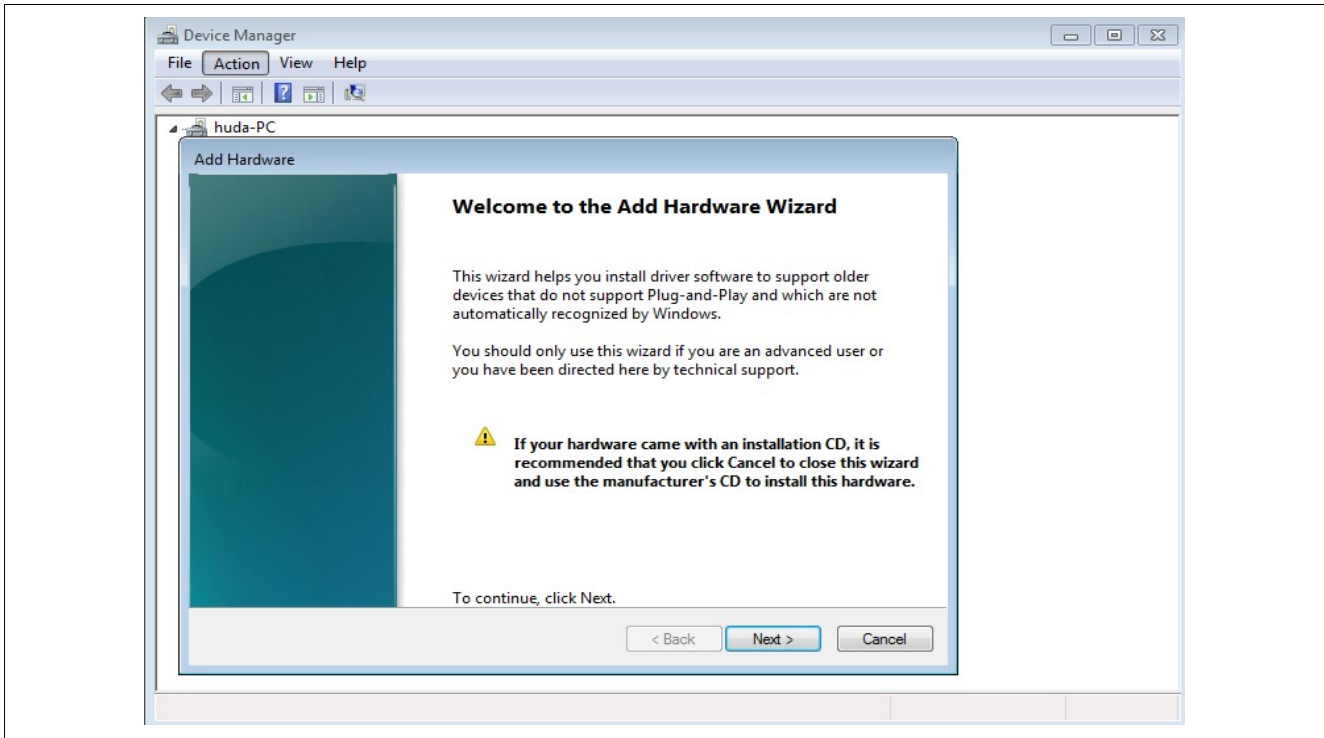 Device Manager
File Action View Help
huda-PC
Add Hardware
Welcome to the Add Hardware Wizard
This wizard helps you install driver software to support older
devices that do not support Plug-and-Play and which are not
automatically recognized by Windows.
You should only use this wizard if you are an advanced user or
you have been directed here by technical support.
If your hardware came with an installation CD, it is
recommended that you click Cancel to close this wizard
and use the manufacturer's CD to install this hardware.
To continue, click Next.
< Back Next > Cancel